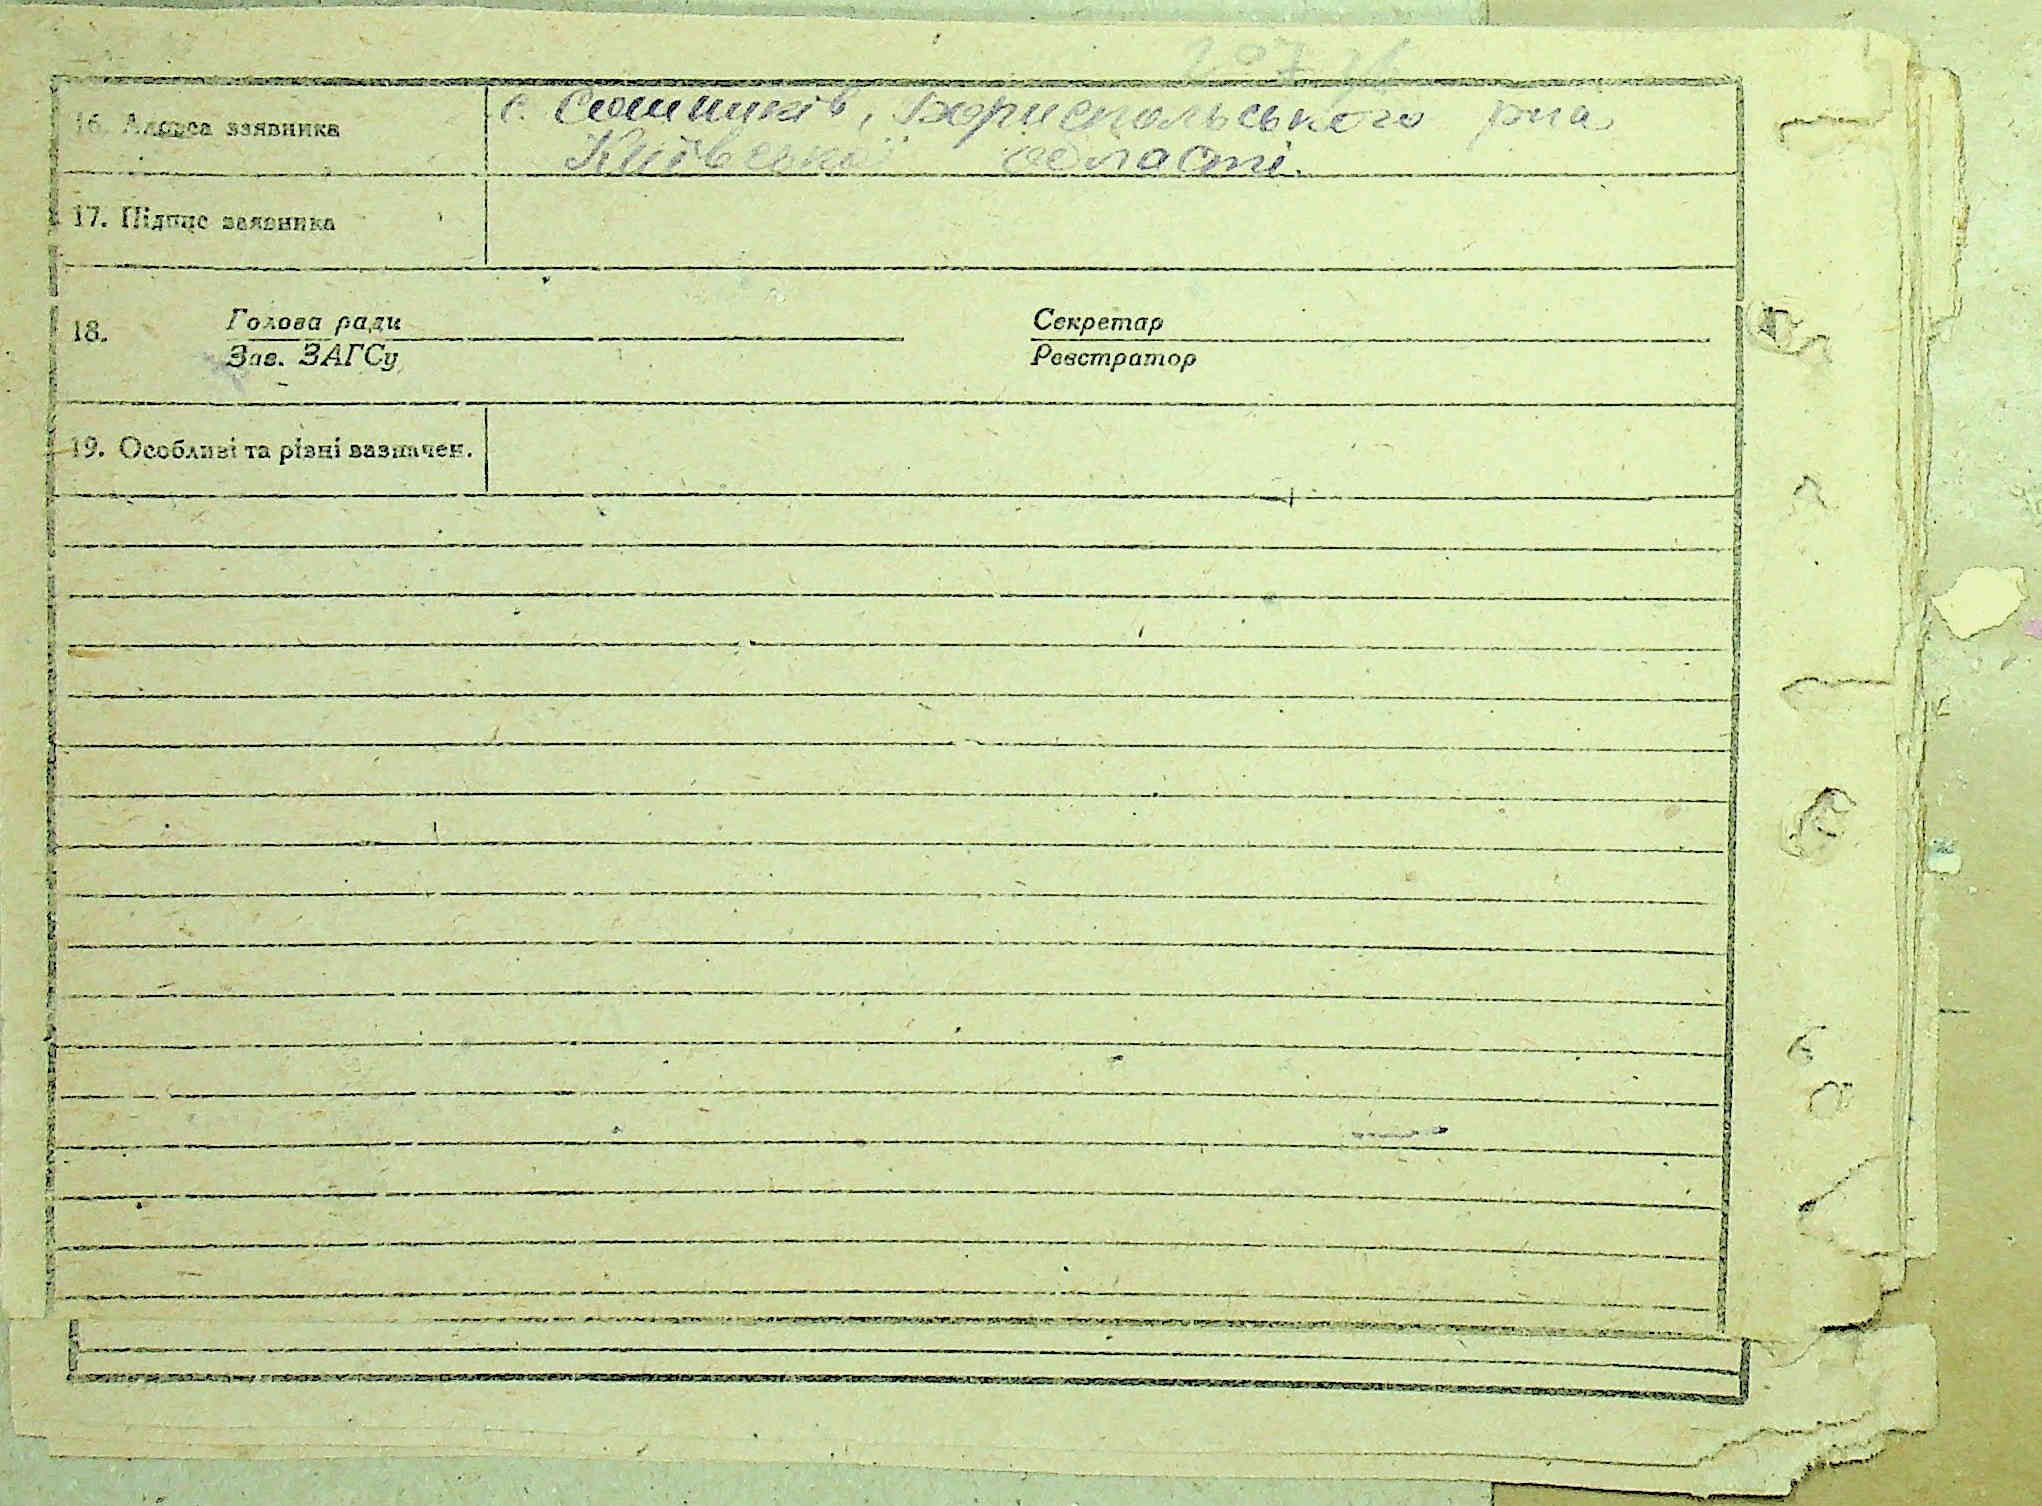 16. Адреса заявника
с. Сошників, Бориспольського рна
Київської області.
17. Підпис заявника
18. Голова ради
Зав. ЗАГСу
Секретар
Реєстратор
19. Особливі та різні зазначен.